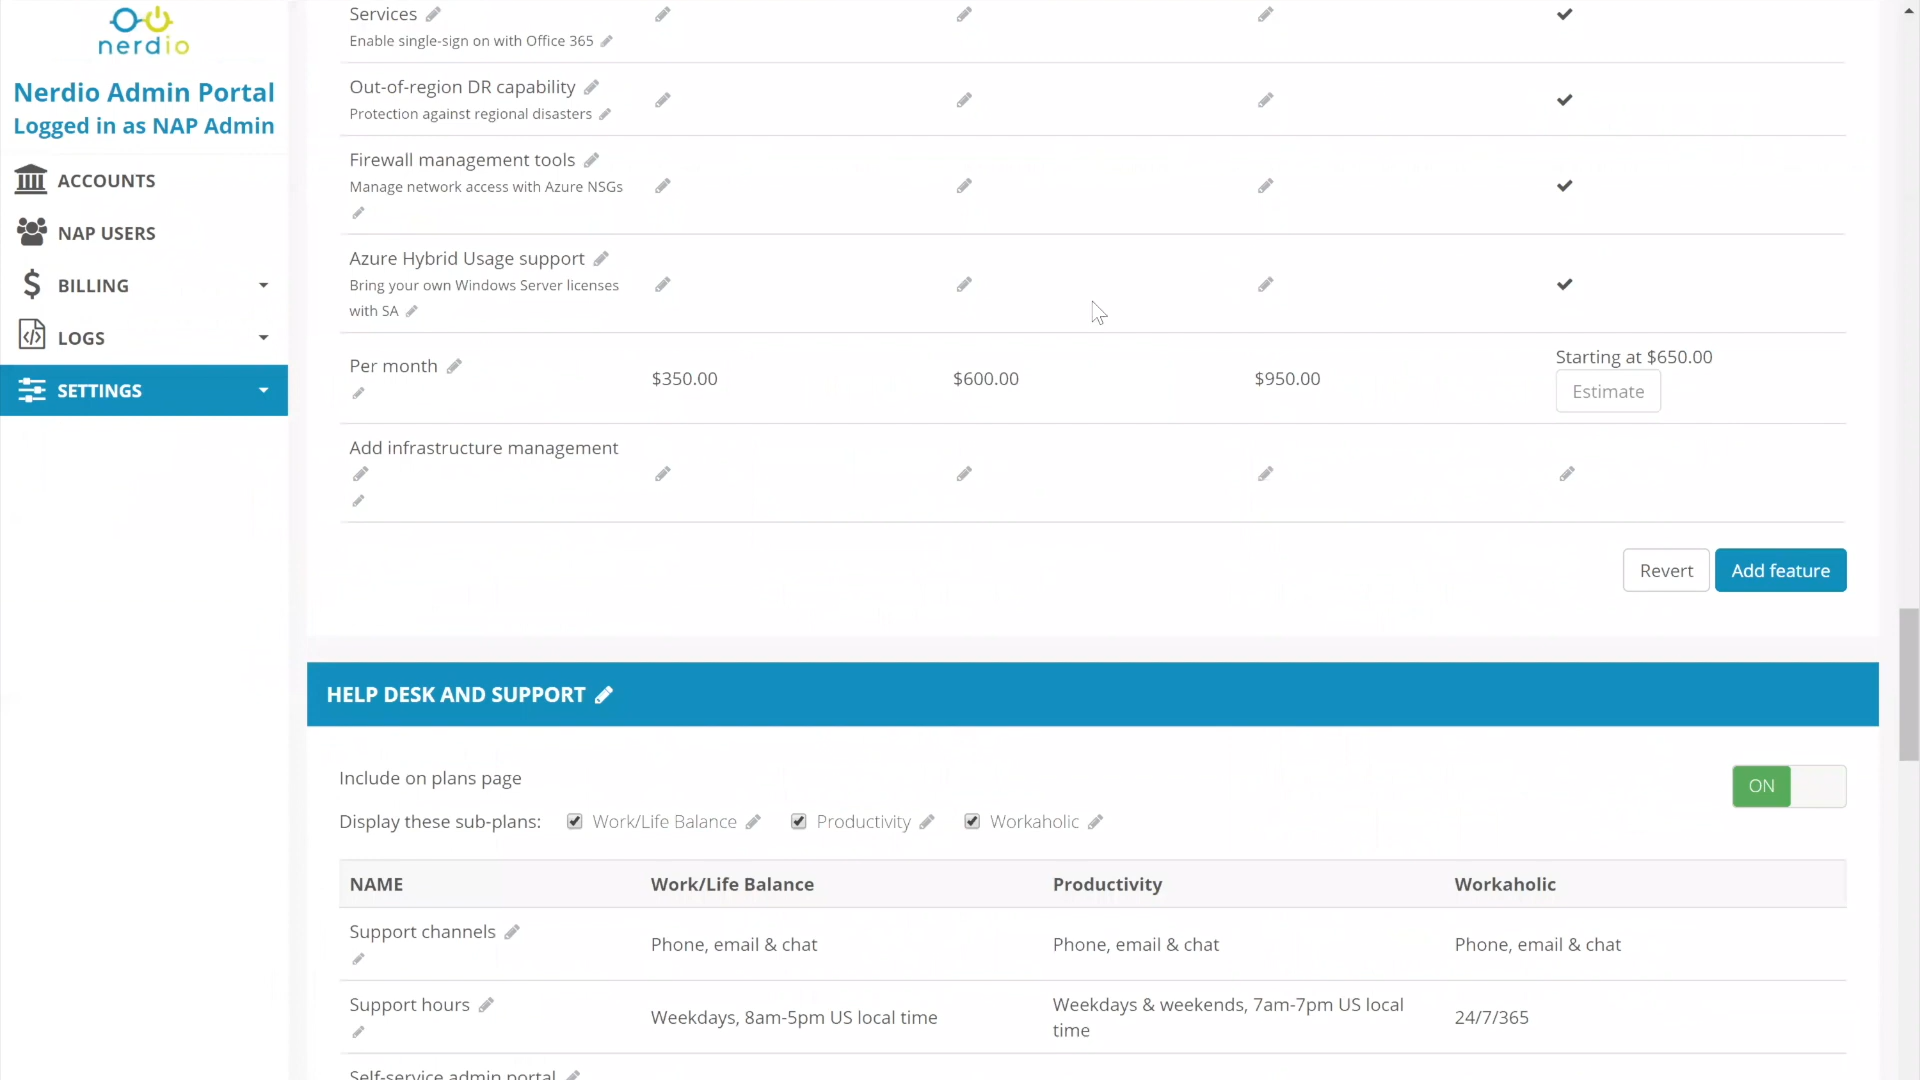 nerdio
Nerdio Admin Portal
Logged in as NAP Admin
ACCOUNTS
NAP USERS
BILLING
LOGS
SETTINGS
Services
Enable single-sign on with Office 365
Out-of-region DR capability
Protection against regional disasters
Firewall management tools
Manage network access with Azure NSGs
Azure Hybrid Usage support
Bring your own Windows Server licenses
with SA
Per month $350.00 $600.00 $950.00 Starting at $650.00
Estimate
Add infrastructure management
Revert Add feature
HELP DESK AND SUPPORT
Include on plans page ON
Display these sub-plans: Work/Life Balance Productivity Workaholic
NAME Work/Life Balance Productivity Workaholic
Support channels Phone, email & chat Phone, email & chat Phone, email & chat
Support hours Weekdays, 8am-5pm US local time Weekdays & weekends, 7am-7pm US local
time 24/7/365
Self-service admin portal